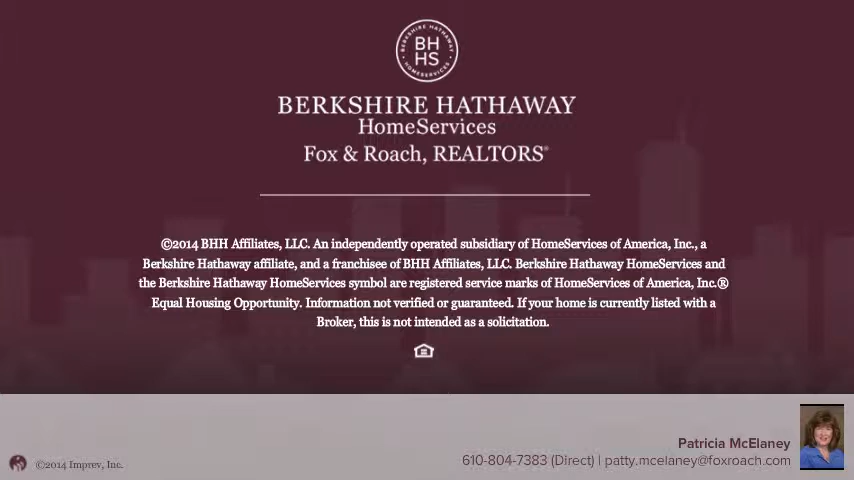 BERKSHIRE HATHAWAY
BH
HS
HOMESERVICES
BERKSHIRE HATHAWAY
HomeServices
Fox & Roach, REALTORS®
©2014 BHH Affiliates, LLC. An independently operated subsidiary of HomeServices of America, Inc., a
Berkshire Hathaway affiliate, and a franchisee of BHH Affiliates, LLC. Berkshire Hathaway HomeServices and
the Berkshire Hathaway HomeServices symbol are registered service marks of HomeServices of America, Inc.®
Equal Housing Opportunity. Information not verified or guaranteed. If your home is currently listed with a
Broker, this is not intended as a solicitation.
Patricia McElaney
610-804-7383 (Direct) | patty.mcelaney@foxroach.com
©2014 Imprev, Inc.